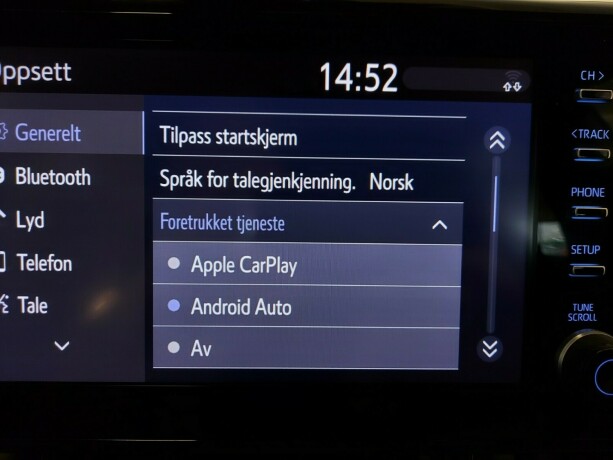 Oppsett
14:52
Generelt
Tilpass startskjerm
Bluetooth
Språk for talegjenkjenning. Norsk
Lyd
Foretrukket tjeneste
Telefon
Apple CarPlay
Tale
Android Auto
Av
CH >
< TRACK
PHONE
SETUP
TUNE
SCROLL